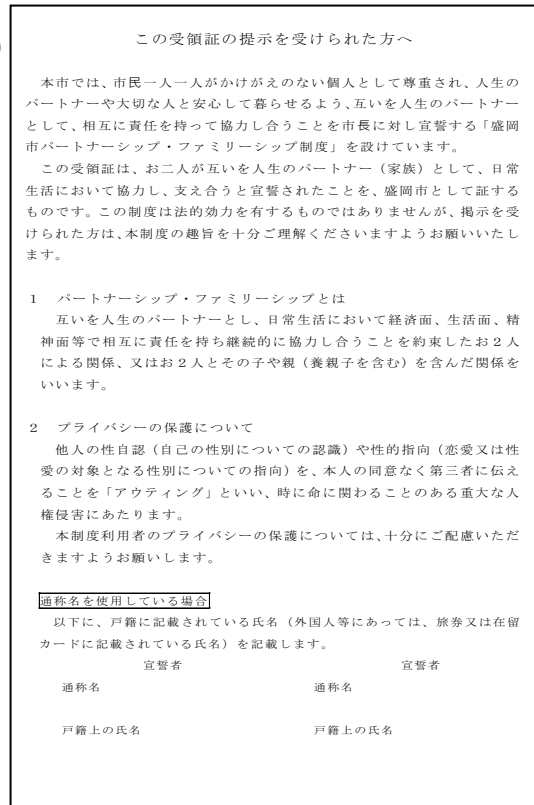 この受領証の提示を受けられた方へ
本市では、市民一人一人がかけがえのない個人として尊重され、人生の
パートナーや大切な人と安心して暮らせるよう、互いを人生のパートナー
として、相互に責任を持って協力し合うことを市長に対し宣誓する「盛岡
市パートナーシップ・ファミリーシップ制度」を設けています。
この受領証は、お二人が互いを人生のパートナー（家族）として、日常
生活において協力し、支え合うと宣誓されたことを、盛岡市として証する
ものです。この制度は法的効力を有するものではありませんが、掲示を受
けられた方は、本制度の趣旨を十分ご理解くださいますようお願いいたし
ます。
１　パートナーシップ・ファミリーシップとは
互いを人生のパートナーとし、日常生活において経済面、生活面、精
神面等で相互に責任を持ち継続的に協力し合うことを約束したお２人
による関係、又はお２人とその子や親（養親子を含む）を含んだ関係を
いいます。
２　プライバシーの保護について
他人の性自認（自己の性別についての認識）や性的指向（恋愛又は性
愛の対象となる性別についての指向）を、本人の同意なく第三者に伝え
ることを「アウティング」といい、時に命に関わることのある重大な人
権侵害にあたります。
本制度利用者のプライバシーの保護については、十分にご配慮いただ
きますようお願いします。
通称名を使用している場合
以下に、戸籍に記載されている氏名（外国人等にあっては、旅券又は在留
カードに記載されている氏名）を記載します。
宣誓者　宣誓者
通称名　通称名
戸籍上の氏名　戸籍上の氏名